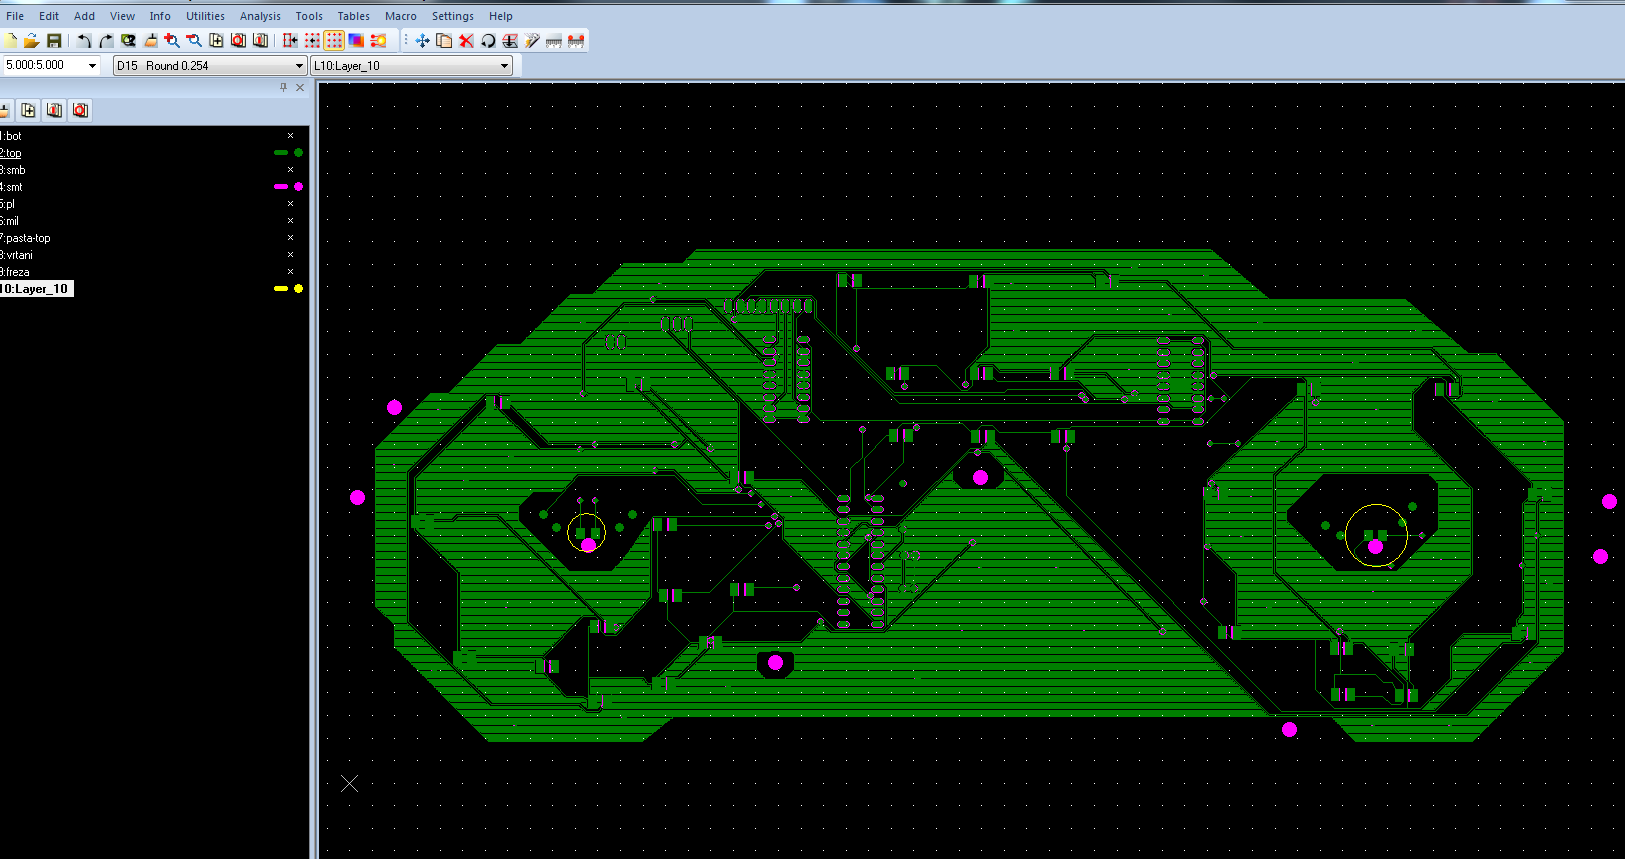 File Edit Add View Info Utilities Analysis Tools Tables Macro Settings Help
5.000:5.000 D15 Round 0.254 L10:Layer_10
:bot
2:top
3:smb
4:smt
5:pl
6:mil
7:pasta-top
8:vrtani
9:freza
10:Layer_10